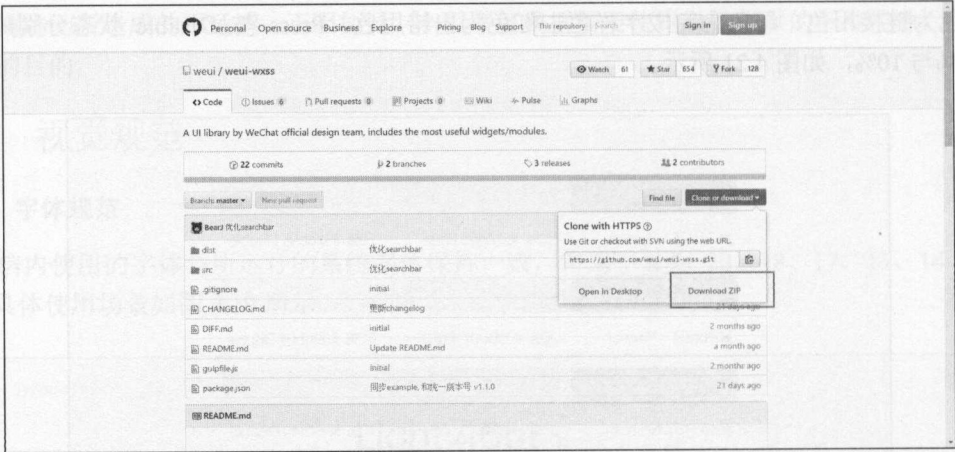 Personal Open source Business Explore Pricing Blog Support This repository Search Sign in Sign up
weui / weui-wxss Watch 61 Star 654 Fork 128
Code Issues 6 Pull requests 0 Projects 0 Wiki Pulse Graphs
A UI library by WeChat official design team, includes the most useful widgets/modules.
22 commits 2 branches 3 releases 2 contributors
Branch: master New pull request Find file Clone or download
优化searchbar
Clone with HTTPS
Use Git or checkout with SVN using the web URL.
dist 优化searchbar
https://github.com/weui/weui-wxss.git
src 优化searchbar
.gitignore initial
Open in Desktop Download ZIP
CHANGELOG.md 更新changelog 21 days ago
DIFF.md initial 2 months ago
README.md Update README.md a month ago
gulpfile.js initial 2 months ago
package.json 同步example, 和统一版本号 v1.1.0 21 days ago
README.md